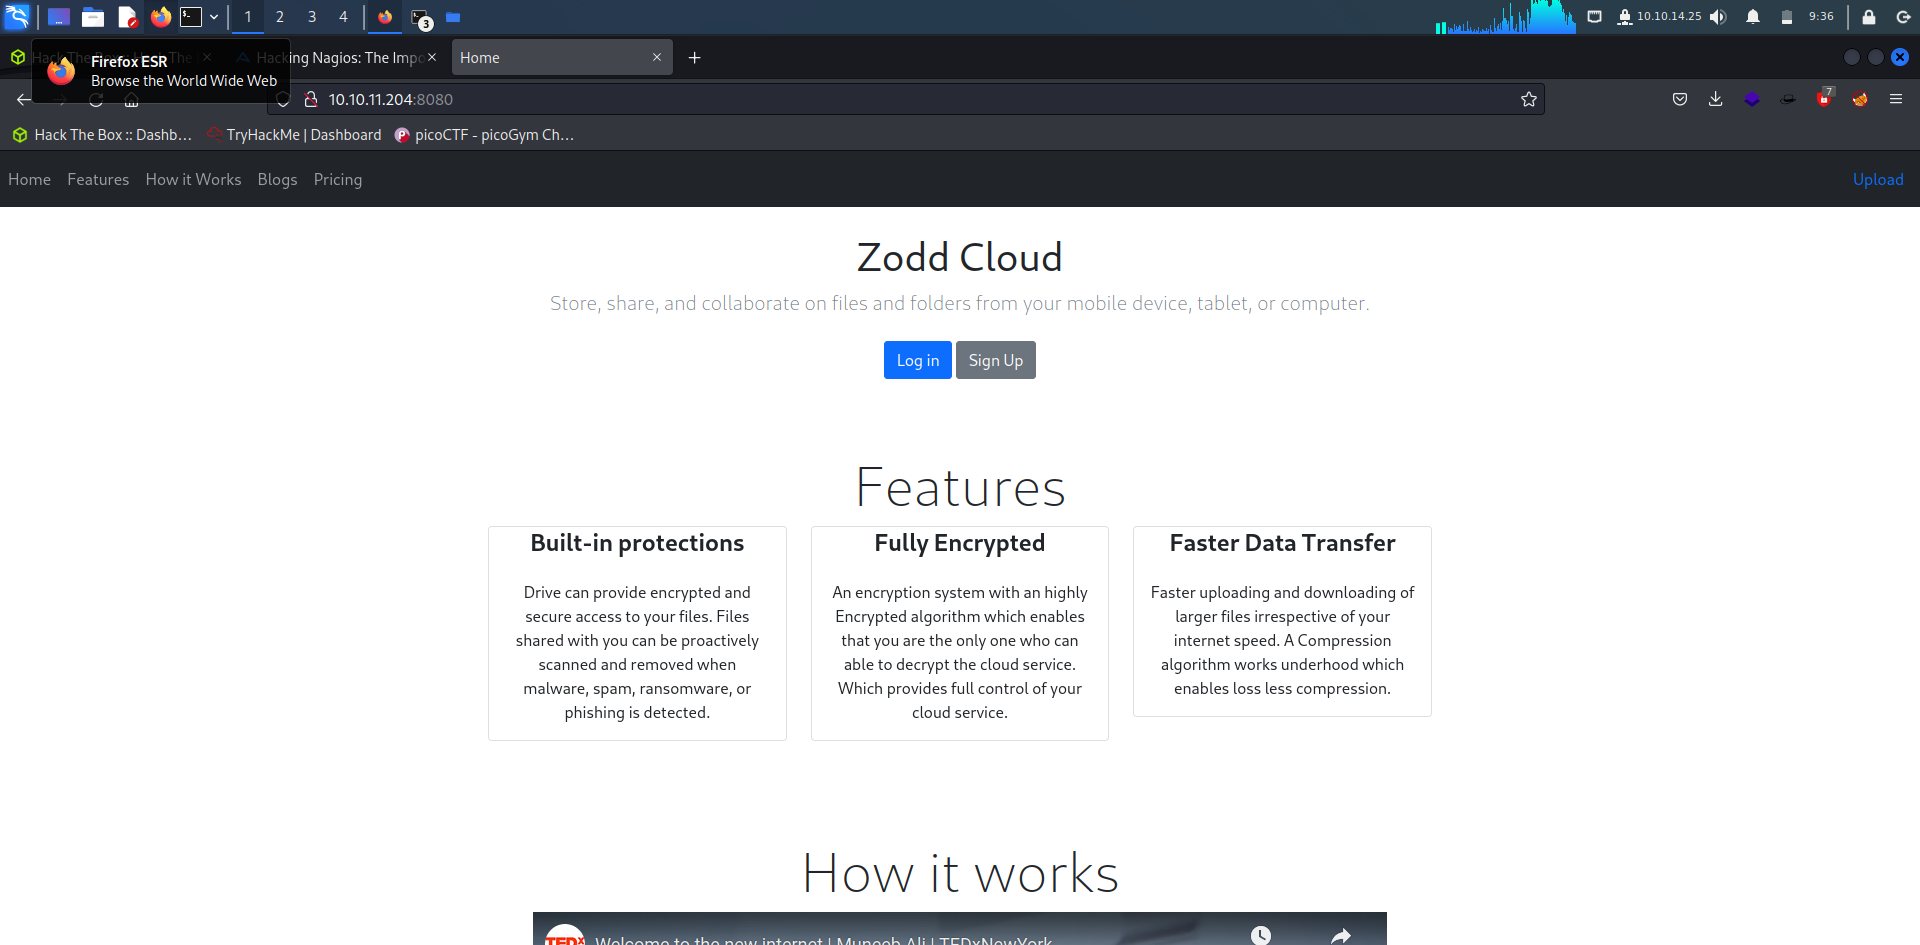 1 2 3 4 3 10.10.14.25 9:36
Hacking Nagios: The Impo Home
Firefox ESR
Browse the World Wide Web
10.10.11.204:8080 7
Hack The Box :: Dashb... TryHackMe | Dashboard picoCTF - picoGym Ch...
Home Features How it Works Blogs Pricing Upload
Zodd Cloud
Store, share, and collaborate on files and folders from your mobile device, tablet, or computer.
Log in Sign Up
Features
Built-in protections
Drive can provide encrypted and
secure access to your files. Files
shared with you can be proactively
scanned and removed when
malware, spam, ransomware, or
phishing is detected.
Fully Encrypted
An encryption system with an highly
Encrypted algorithm which enables
that you are the only one who can
able to decrypt the cloud service.
Which provides full control of your
cloud service.
Faster Data Transfer
Faster uploading and downloading of
larger files irrespective of your
internet speed. A Compression
algorithm works underhood which
enables loss less compression.
How it works
TEDx Welcome to the new internet | Muneeb Ali | TEDxNewYork